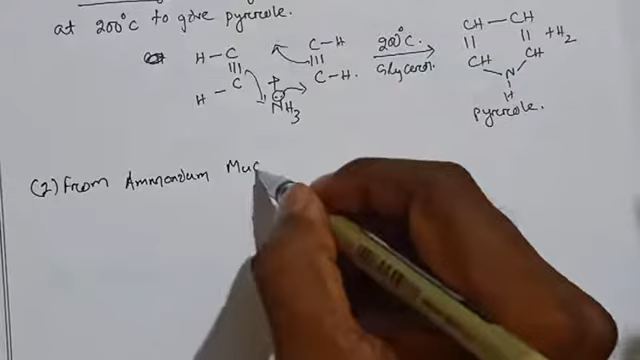 at 200°C to give pyrrole.
H-C ||| H-C NH3 C-H ||| C-H. 200°C. Glycerol. CH-CH || || CH CH N H +H2
Pyrrole.
(2) From Ammonium Muc